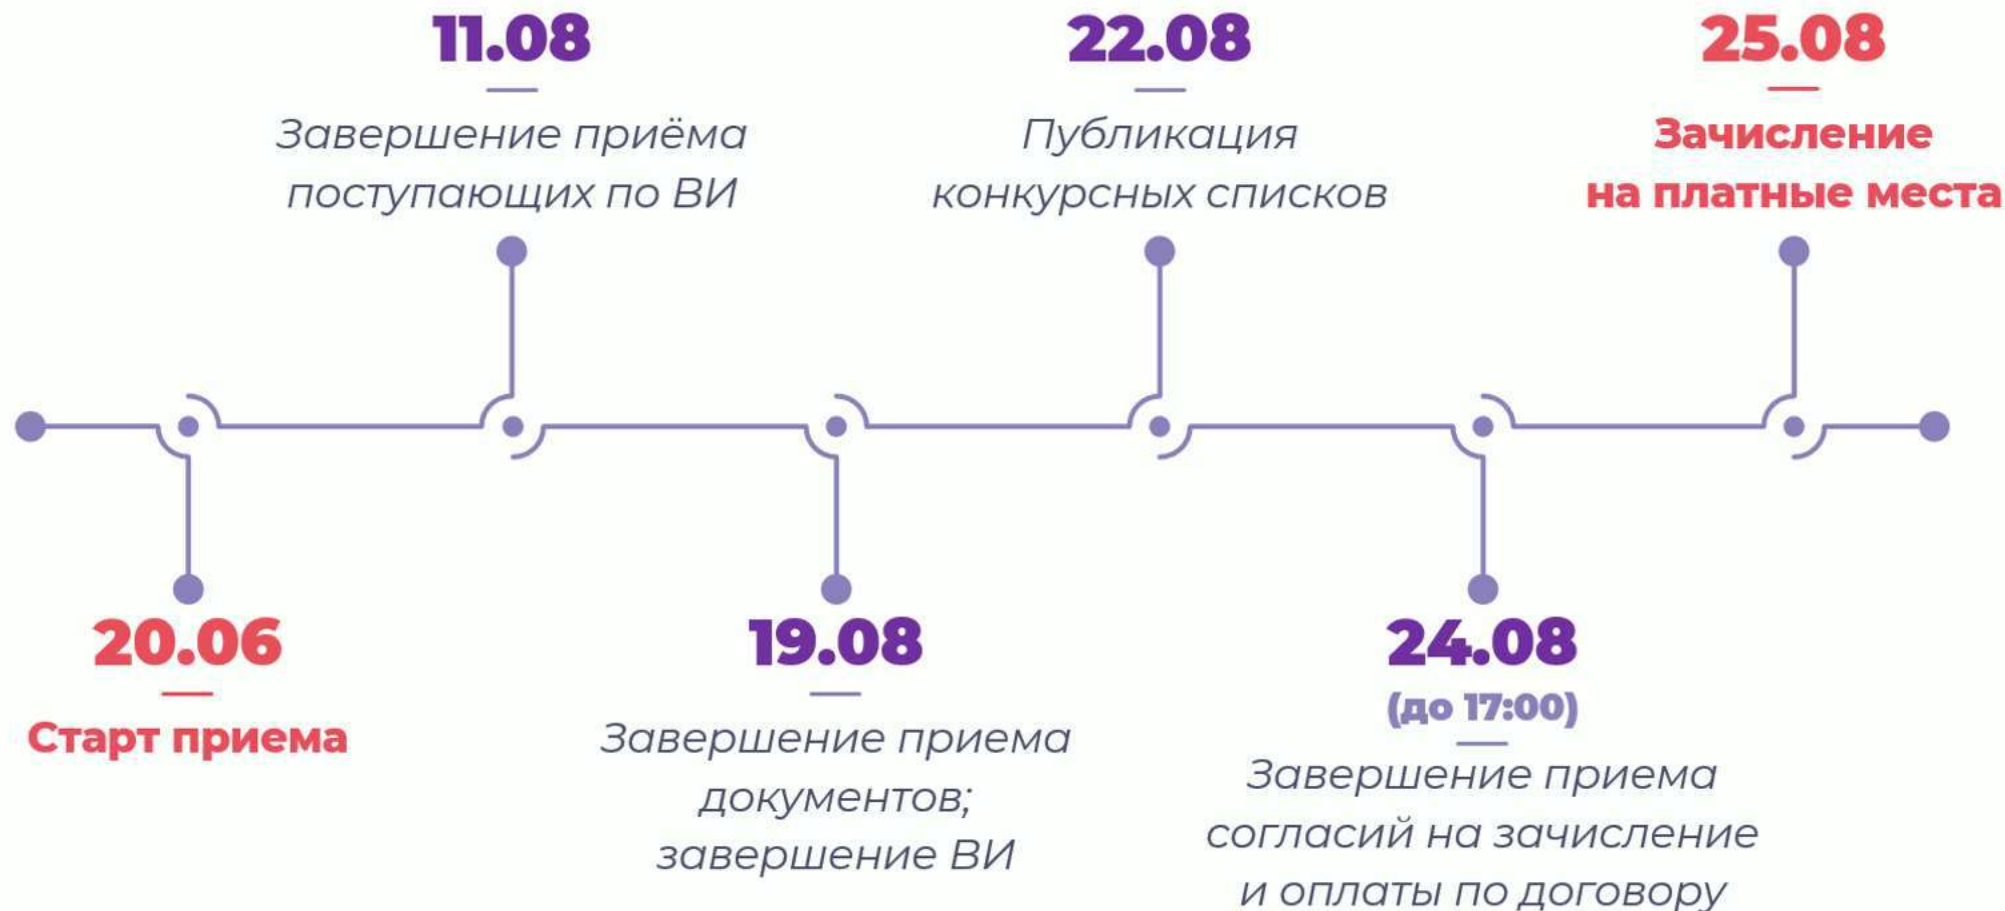 11.08
Завершение приёма
поступающих по ВИ
22.08
Публикация
конкурсных списков
25.08
Зачисление
на платные места
20.06
Старт приема
19.08
Завершение приема
документов;
завершение ВИ
24.08
(до 17:00)
Завершение приема
согласий на зачисление
и оплаты по договору